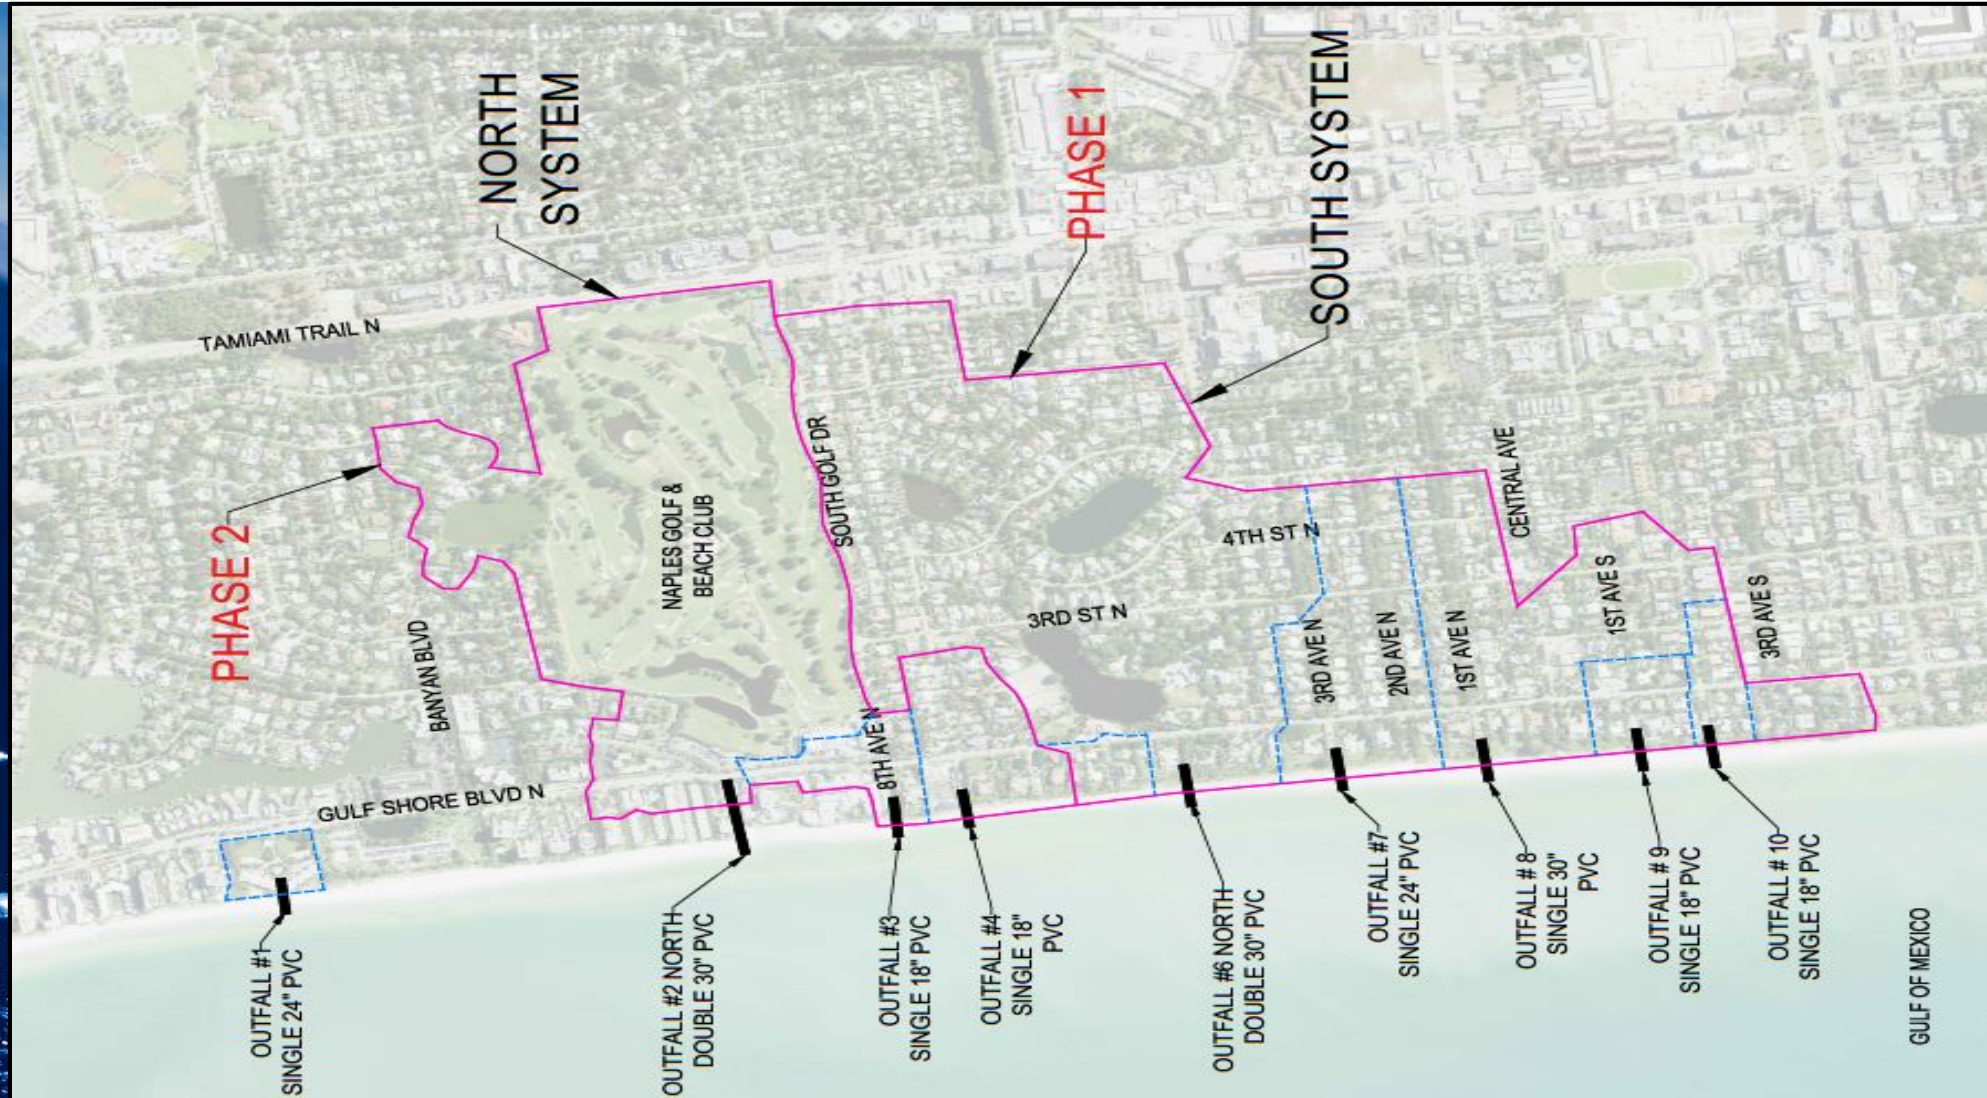 NORTH
SYSTEM
PHASE 1
SOUTH SYSTEM
TAMIAMI TRAIL N
PHASE 2
BANYAN BLVD
NAPLES GOLF &
BEACH CLUB
SOUTH GOLF DR
4TH ST N
3RD ST N
CENTRAL AVE
1ST AVE S
3RD AVE S
3RD AVE N
2ND AVE N
1ST AVE N
8TH AVE N
GULF SHORE BLVD N
OUTFALL #1
SINGLE 24" PVC
OUTFALL #2 NORTH
DOUBLE 30" PVC
OUTFALL #3
SINGLE 18" PVC
OUTFALL #4
SINGLE 18"
PVC
OUTFALL #6 NORTH
DOUBLE 30" PVC
OUTFALL #7
SINGLE 24" PVC
OUTFALL # 8
SINGLE 30"
PVC
OUTFALL # 9
SINGLE 18" PVC
OUTFALL # 10
SINGLE 18" PVC
GULF OF MEXICO